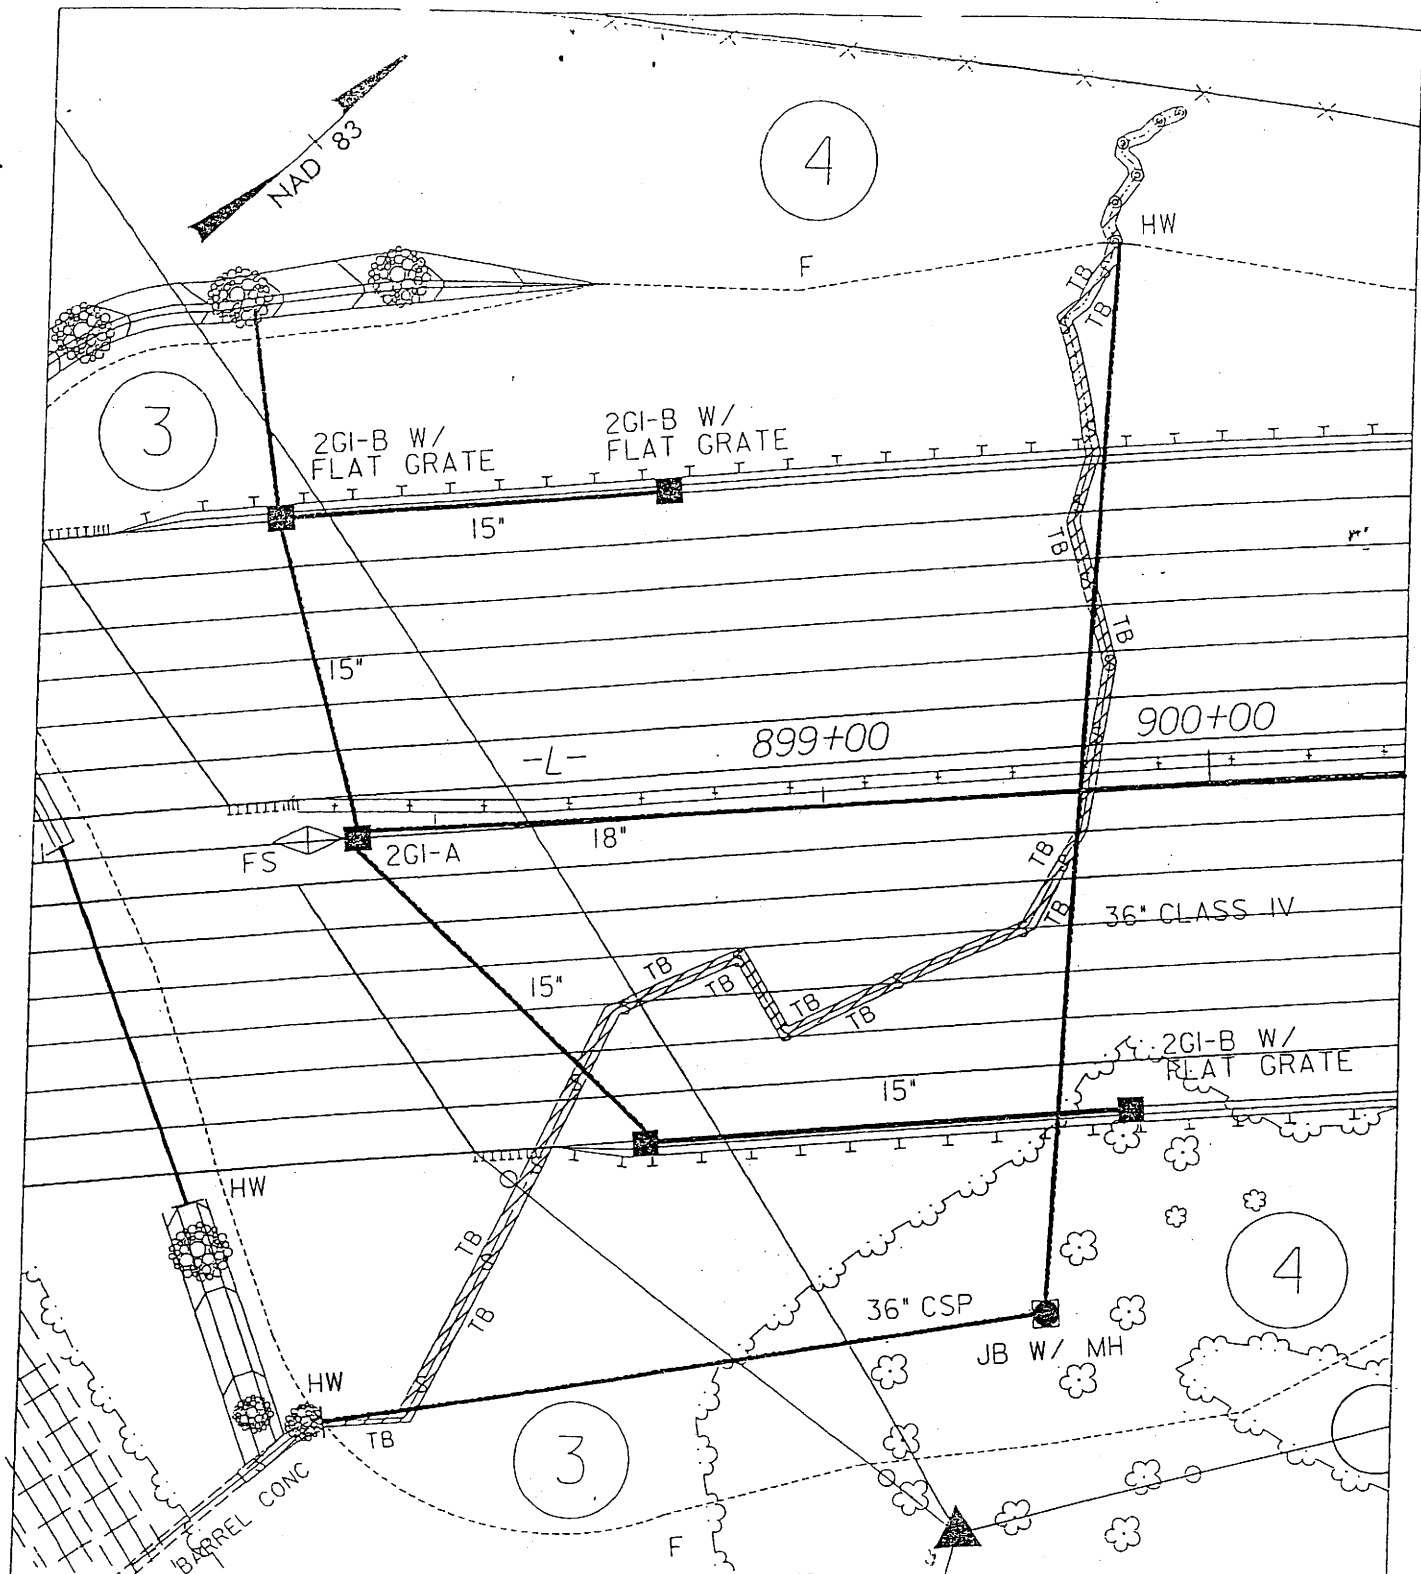 NAD 83
4
HW
F
TB
TB
3
2GI-B W/
FLAT GRATE
2GI-B W/
FLAT GRATE
15"
TB
TB
15"
-L-
899+00
900+00
18"
FS
2GI-A
TB
TB
36" CLASS IV
TB
TB
15"
TB
TB
2GI-B W/
FLAT GRATE
15"
HW
TB
TB
4
36" CSP
JB W/ MH
HW
TB
3
BARREL CONC
F